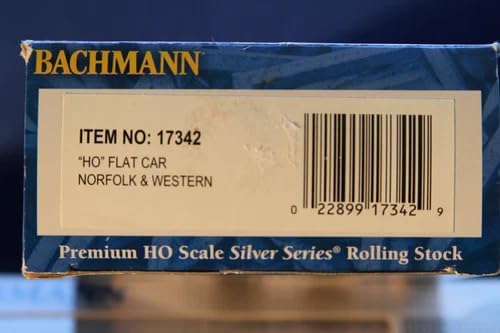 BACHMANN
ITEM NO: 17342
"HO" FLAT CAR
NORFOLK & WESTERN
0 22899 17342 9
Premium HO Scale Silver Series® Rolling Stock